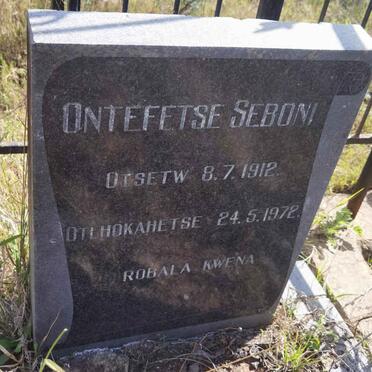 ONTEFETSE SEBONI
OTSETW 8.7.1912.
OTLHOKAHETSE 24.5.1972.
ROBALA KWENA